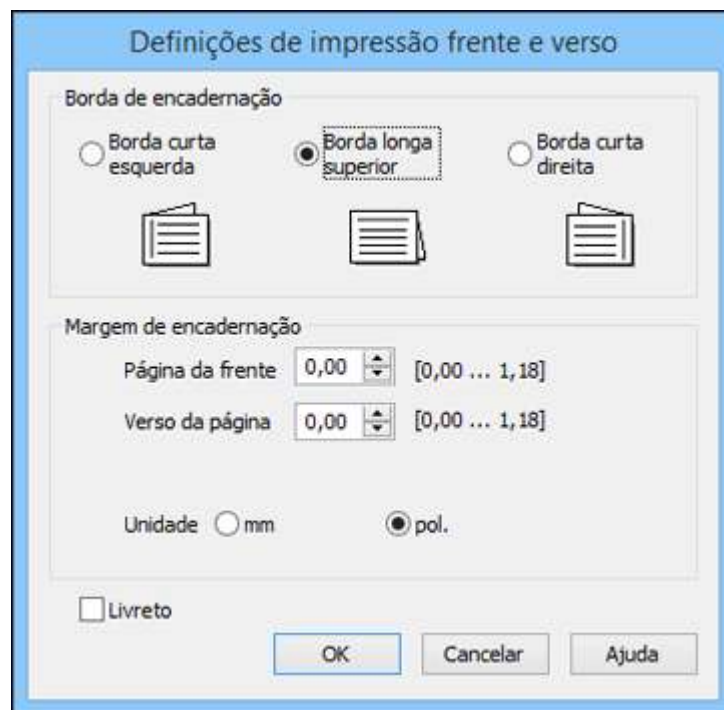 Definições de impressão frente e verso
Borda de encadernação
Borda curta
esquerda
Borda longa
superior
Borda curta
direita
Margem de encadernação
Página da frente 0,00 [0,00 ... 1,18]
Verso da página 0,00 [0,00 ... 1,18]
Unidade mm pol.
Livreto
OK Cancelar Ajuda